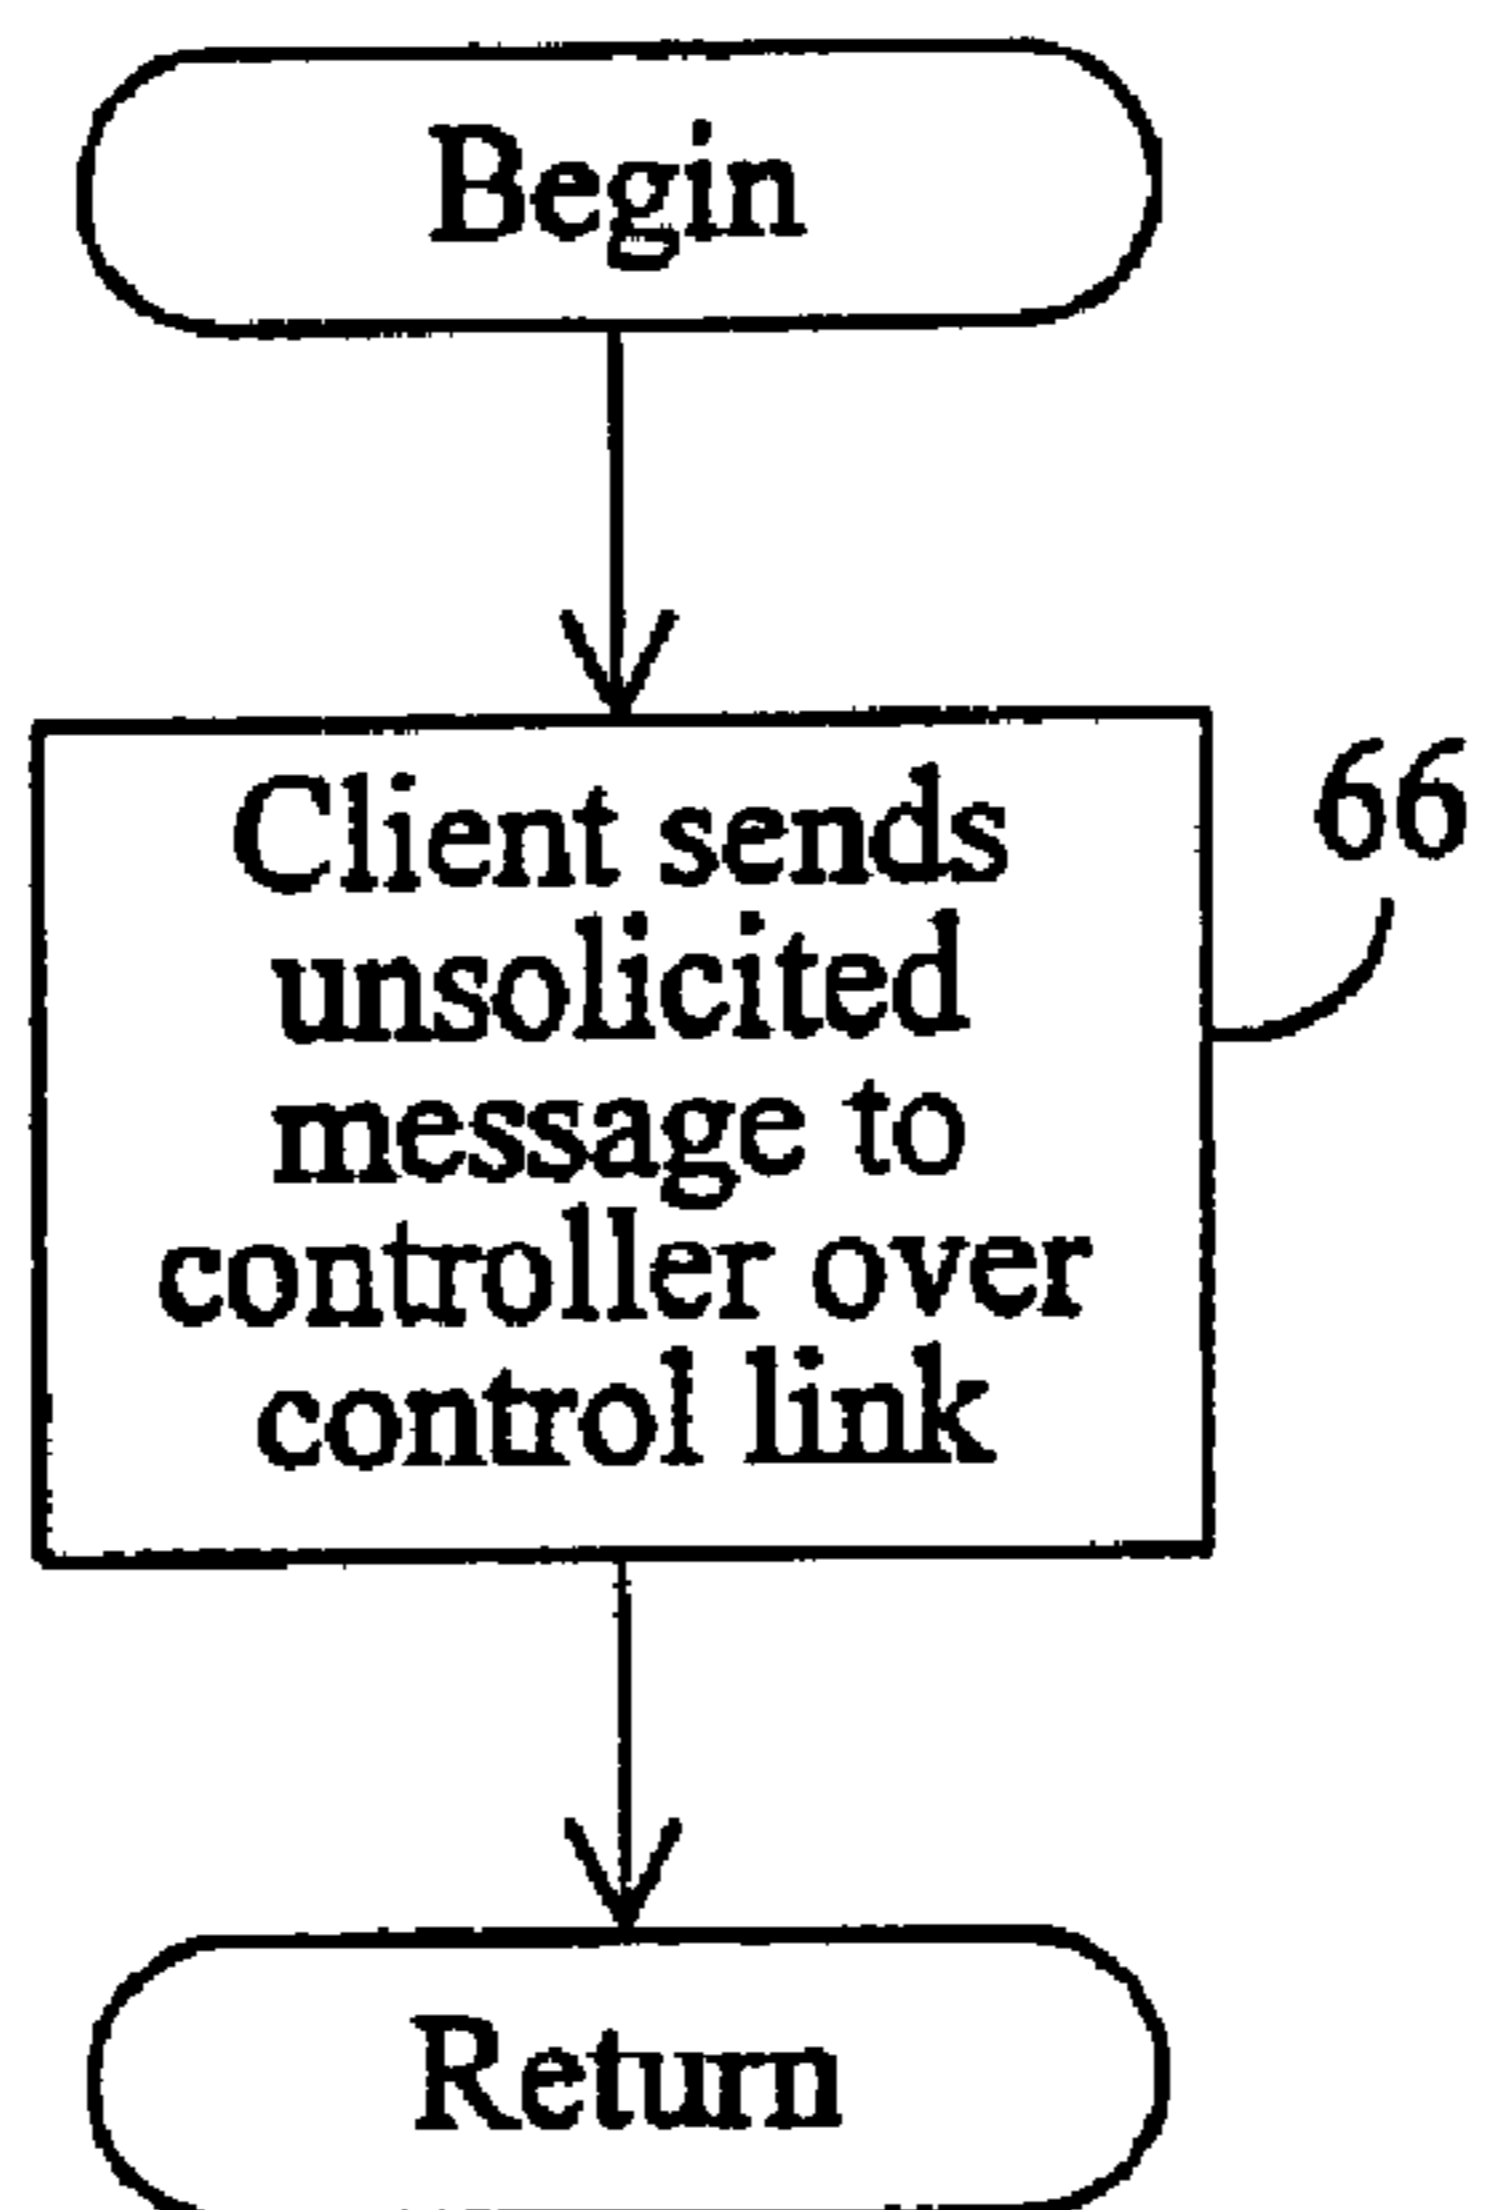 Begin
Client sends
unsolicited
message to
controller over
control link
66
Return